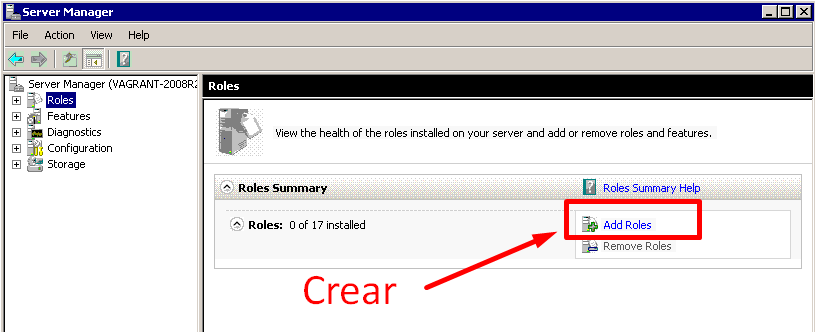 Server Manager
File Action View Help
Server Manager (VAGRANT-2008R2
Roles
Features
Diagnostics
Configuration
Storage
Roles
View the health of the roles installed on your server and add or remove roles and features.
Roles Summary
Roles Summary Help
Roles: 0 of 17 installed
Add Roles
Remove Roles
Crear